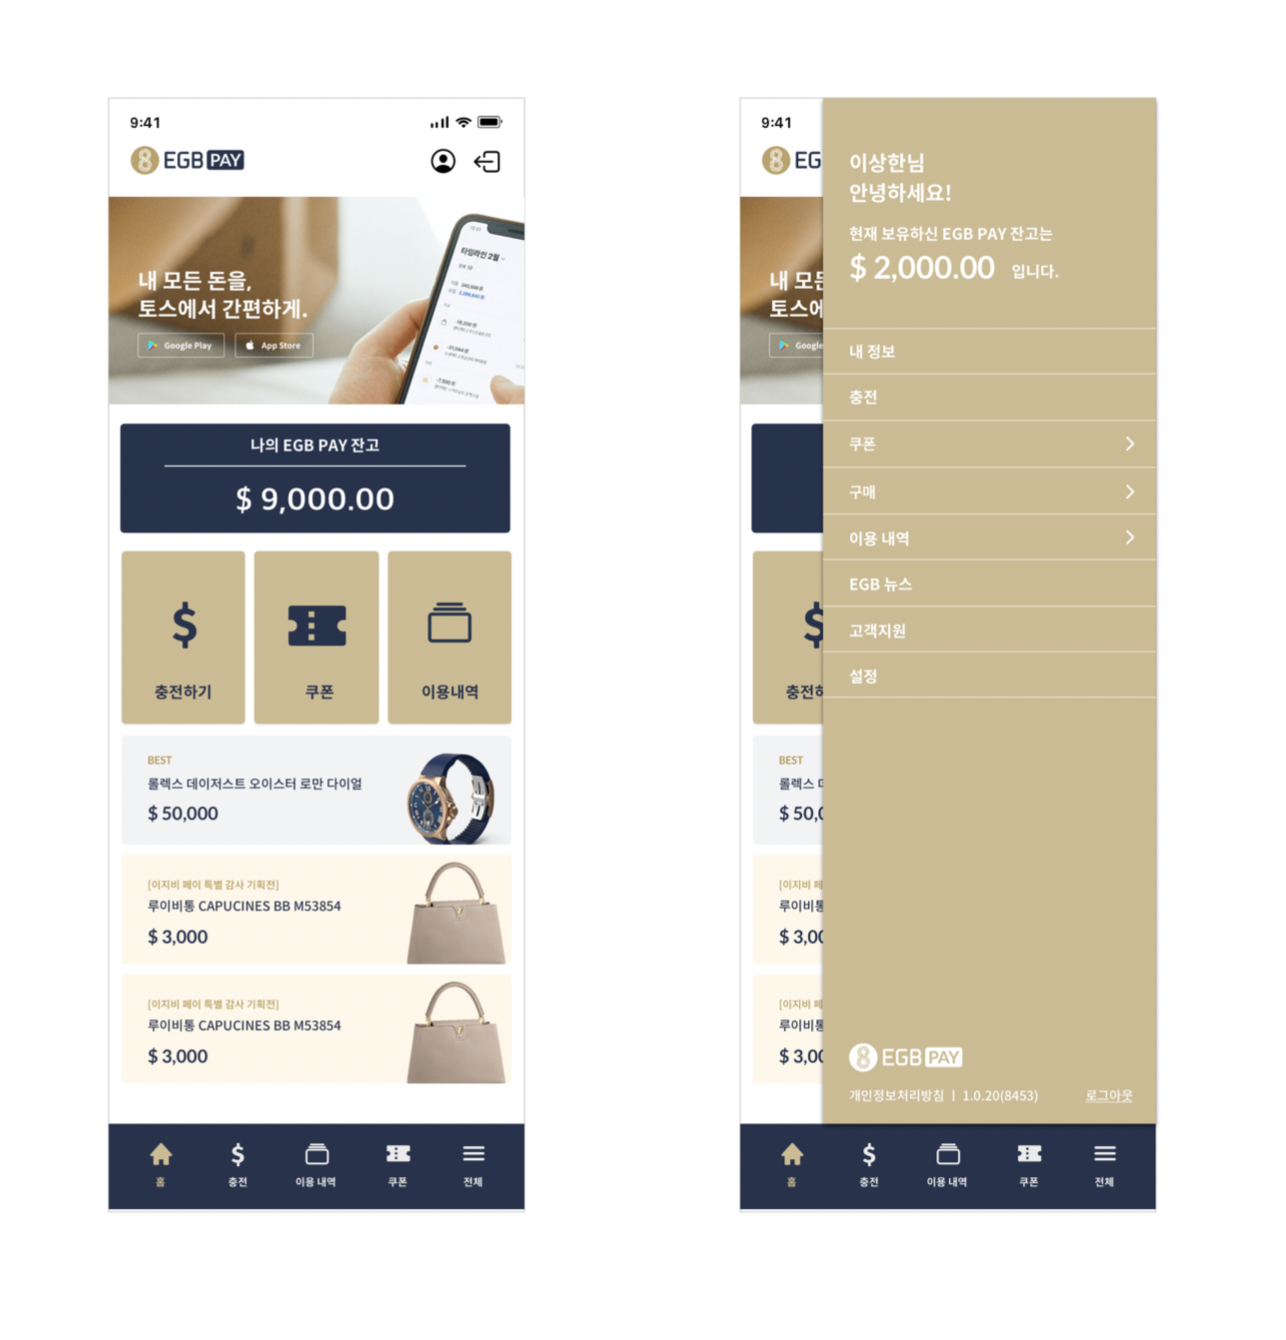 9:41
EGB PAY
내 모든 돈을,
토스에서 간편하게.
Google Play
App Store
타임라인 2월
나의 EGB PAY 잔고
$ 9,000.00
충전하기
쿠폰
이용내역
BEST
롤렉스 데이저스트 오이스터 로만 다이얼
$ 50,000
[이지비 페이 특별 감사 기획전]
루이비통 CAPUCINES BB M53854
$ 3,000
[이지비 페이 특별 감사 기획전]
루이비통 CAPUCINES BB M53854
$ 3,000
홈
충전
이용 내역
쿠폰
전체
9:41
EG
내 모
토스에
Google
충전
BEST
롤렉스
$ 50,0
[이지비 페
루이비통
$ 3,00
[이지비 페
루이비통
$ 3,00
이상한님
안녕하세요!
현재 보유하신 EGB PAY 잔고는
$ 2,000.00 입니다.
내 정보
충전
쿠폰
구매
이용 내역
EGB 뉴스
고객지원
설정
EGB PAY
개인정보처리방침 | 1.0.20(8453)
로그아웃
홈
충전
이용 내역
쿠폰
전체